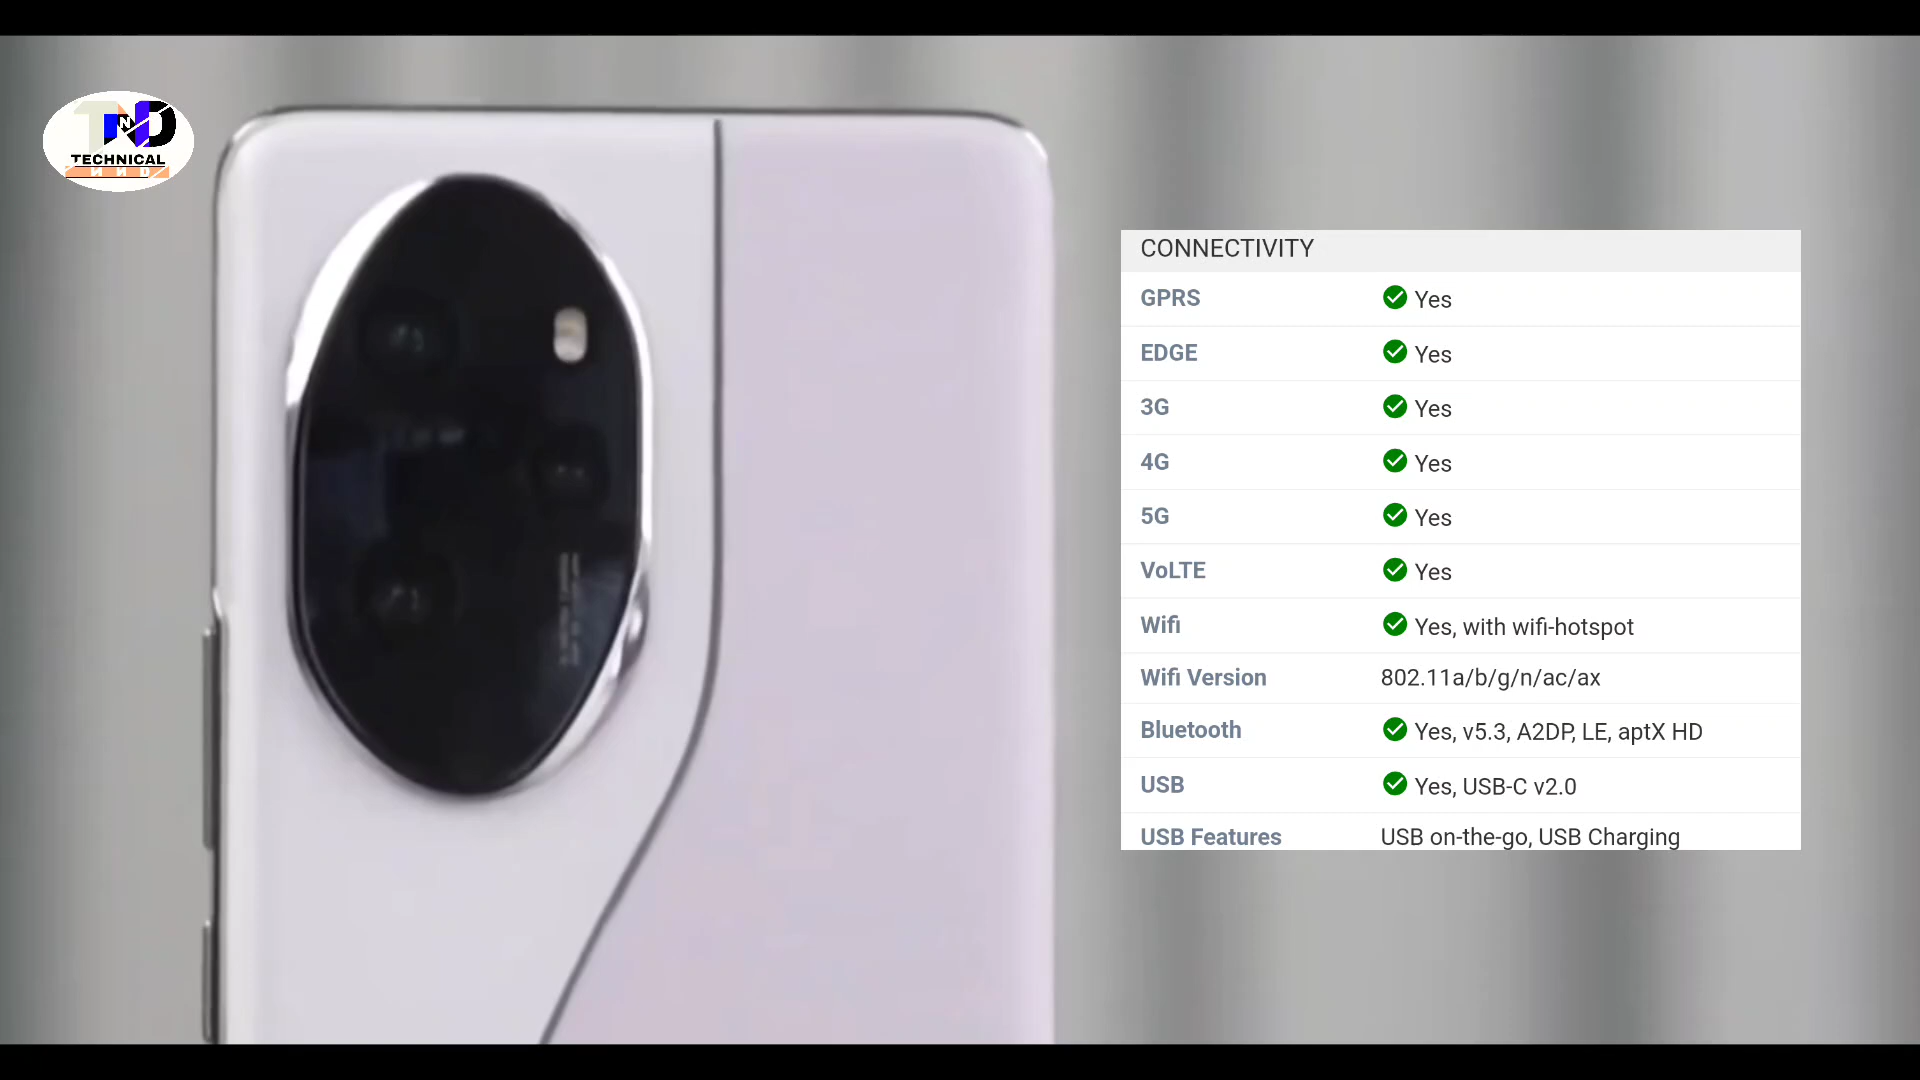 TND
TECHNICAL
NND
CONNECTIVITY
GPRS Yes
EDGE Yes
3G Yes
4G Yes
5G Yes
VoLTE Yes
Wifi Yes, with wifi-hotspot
Wifi Version 802.11a/b/g/n/ac/ax
Bluetooth Yes, v5.3, A2DP, LE, aptX HD
USB Yes, USB-C v2.0
USB Features USB on-the-go, USB Charging